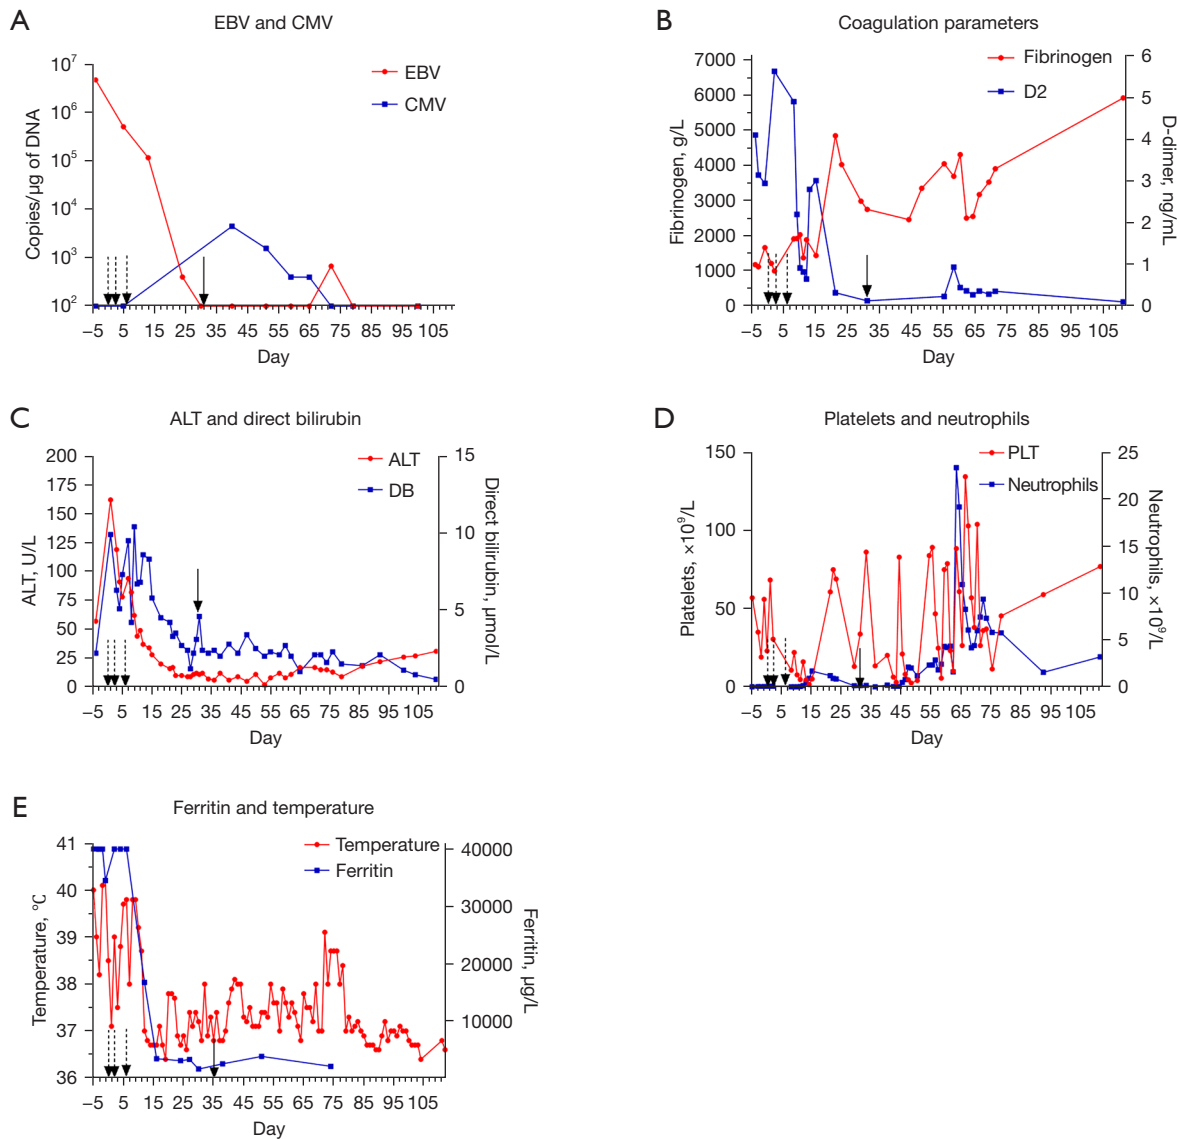 A
EBV and CMV
10⁷
10⁶
10⁵
10⁴
10³
10²
Copies/µg of DNA
EBV
CMV
−5 5 15 25 35 45 55 65 75 85 95 105
Day
B
Coagulation parameters
7000
6000
5000
4000
3000
2000
1000
0
Fibrinogen, g/L
Fibrinogen
D2
6
5
4
3
2
1
0
D-dimer, ng/mL
−5 5 15 25 35 45 55 65 75 85 95 105
Day
C
ALT and direct bilirubin
200
175
150
125
100
75
50
25
0
ALT, U/L
ALT
DB
15
10
5
0
Direct bilirubin, µmol/L
−5 5 15 25 35 45 55 65 75 85 95 105
Day
D
Platelets and neutrophils
150
100
50
0
Platelets, ×10⁹/L
PLT
Neutrophils
25
20
15
10
5
0
Neutrophils, ×10⁹/L
−5 5 15 25 35 45 55 65 75 85 95 105
Day
E
Ferritin and temperature
41
40
39
38
37
36
Temperature, °C
Temperature
Ferritin
40000
30000
20000
10000
Ferritin, µg/L
−5 5 15 25 35 45 55 65 75 85 95 105
Day